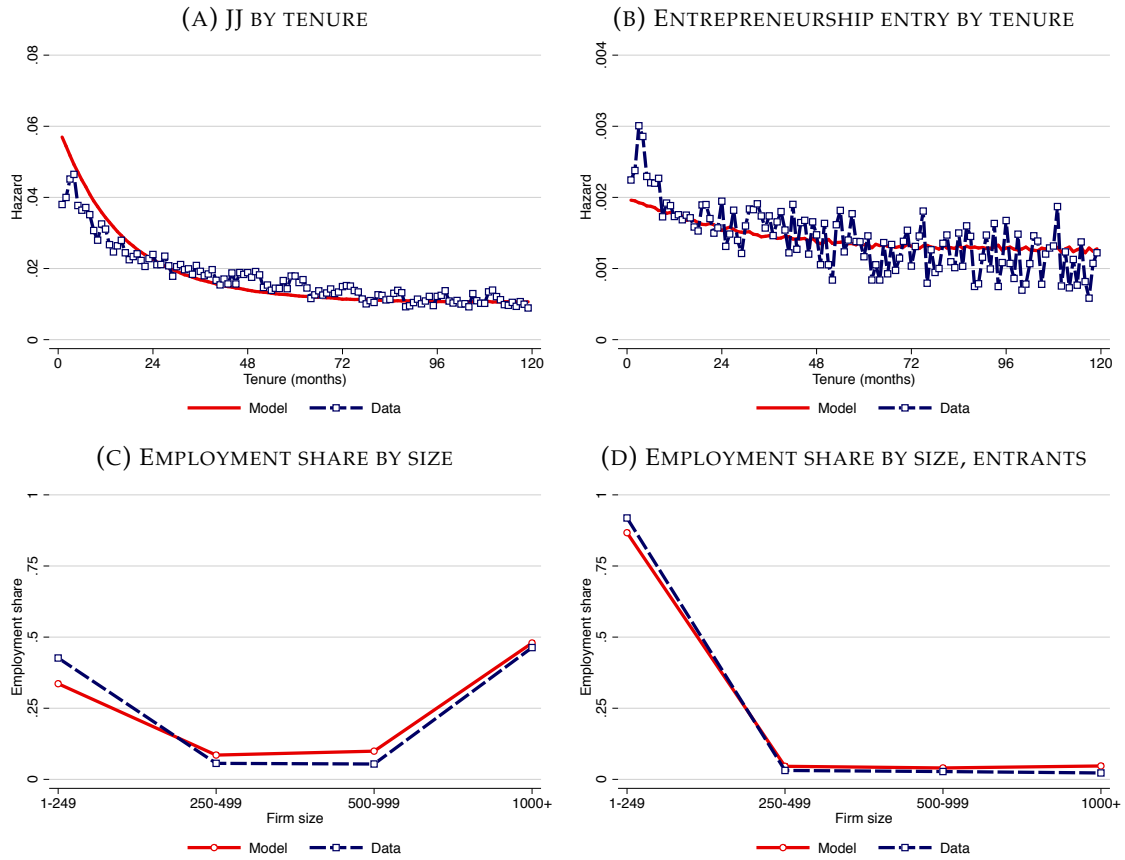 (A) JJ BY TENURE
.08
.06
.04
.02
0
Hazard
0 24 48 72 96 120
Tenure (months)
Model Data
(B) ENTREPRENEURSHIP ENTRY BY TENURE
.004
.003
.002
.001
0
Hazard
0 24 48 72 96 120
Tenure (months)
Model Data
(C) EMPLOYMENT SHARE BY SIZE
1
.75
.5
.25
0
Employment share
1-249 250-499 500-999 1000+
Firm size
Model Data
(D) EMPLOYMENT SHARE BY SIZE, ENTRANTS
1
.75
.5
.25
0
Employment share
1-249 250-499 500-999 1000+
Firm size
Model Data